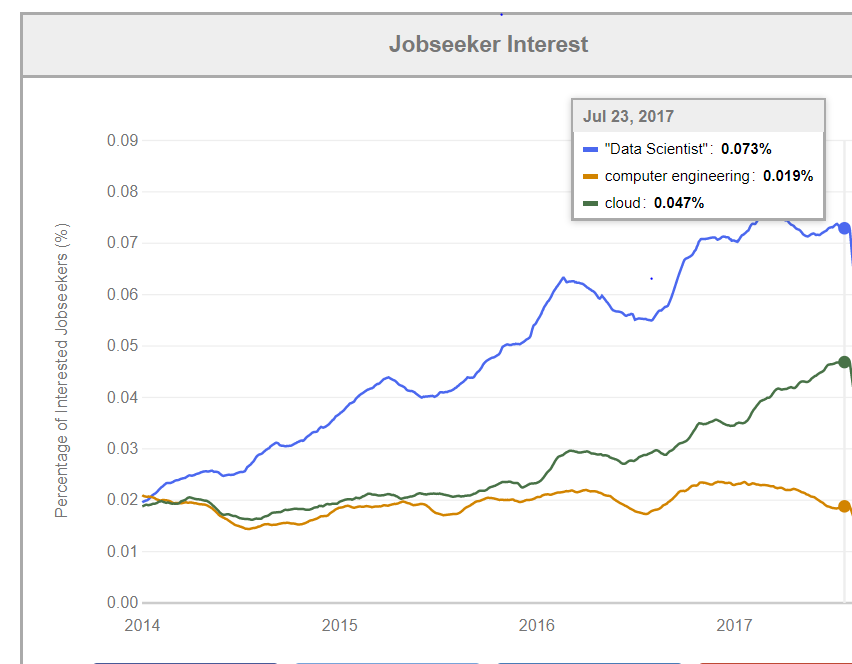 Jobseeker Interest
Jul 23, 2017
"Data Scientist": 0.073%
computer engineering: 0.019%
cloud: 0.047%
Percentage of Interested Jobseekers (%)
0.09
0.08
0.07
0.06
0.05
0.04
0.03
0.02
0.01
0.00
2014 2015 2016 2017